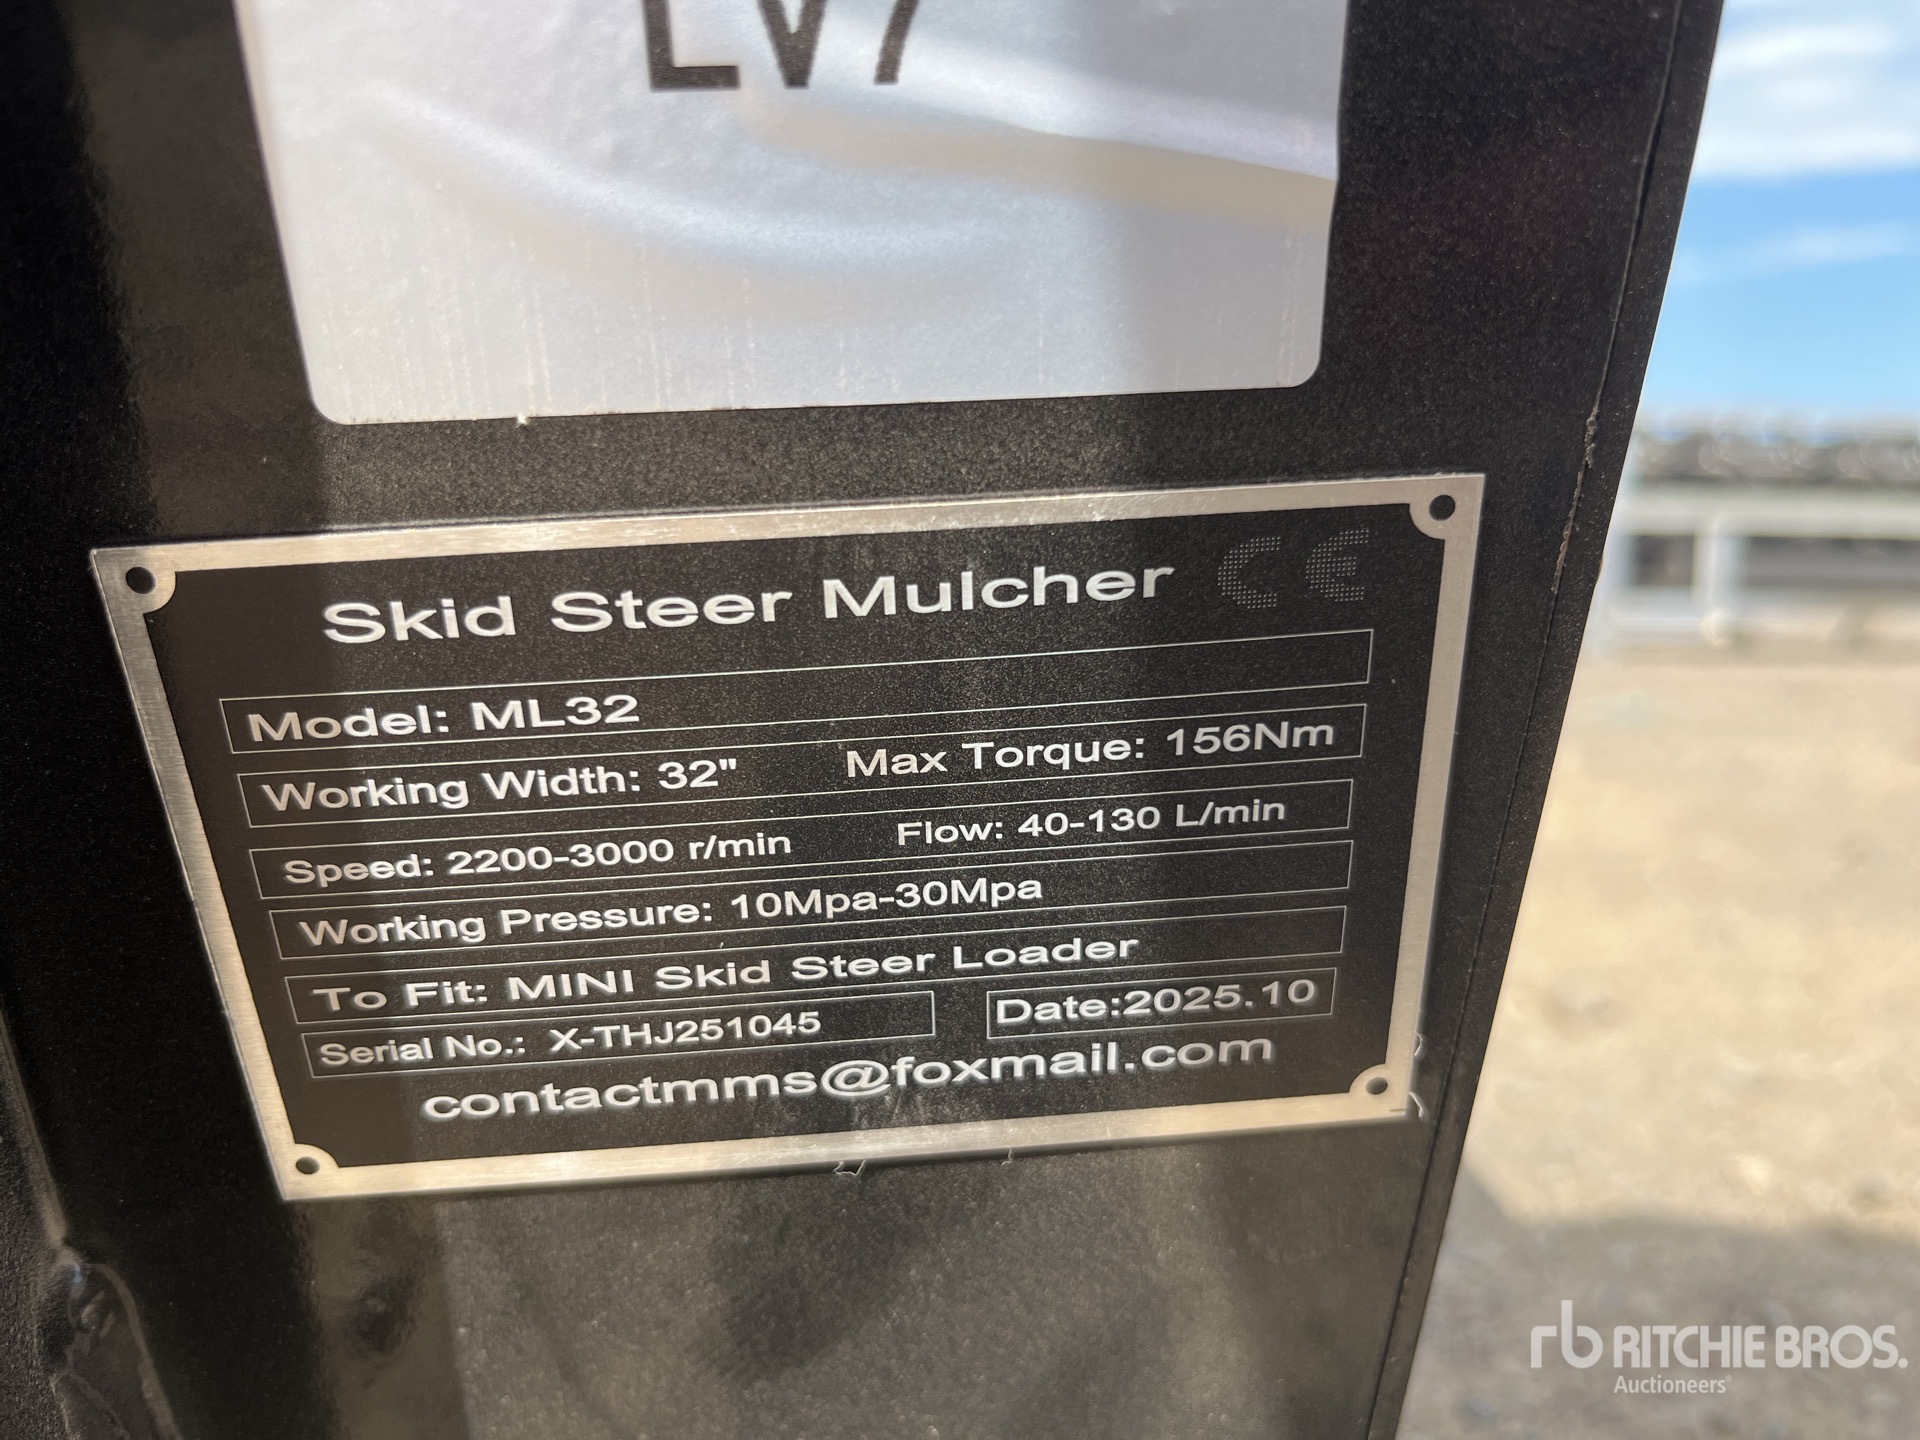 LV7
Skid Steer Mulcher CE
Model: ML32
Working Width: 32" Max Torque: 156Nm
Speed: 2200-3000 r/min Flow: 40-130 L/min
Working Pressure: 10Mpa-30Mpa
To Fit: MINI Skid Steer Loader
Serial No.: X-THJ251045 Date:2025.10
contactmms@foxmail.com
rb RITCHIE BROS.
Auctioneers